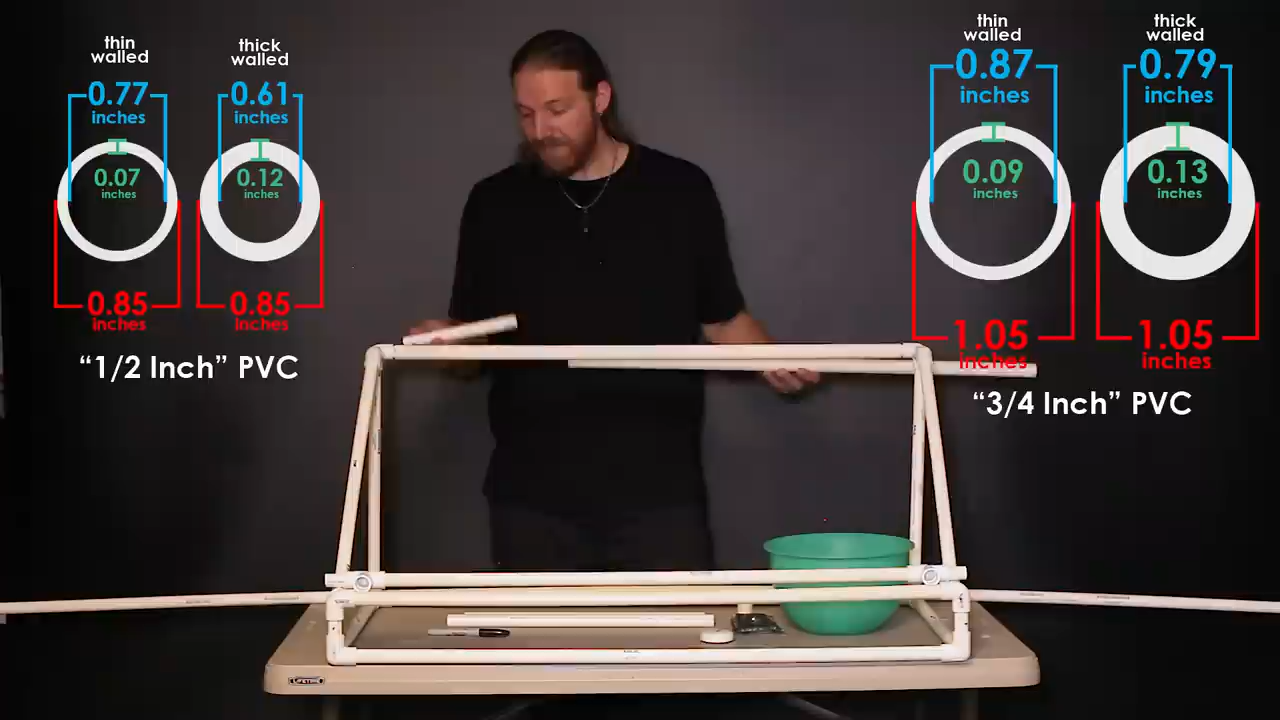 thin
walled
0.77
inches
0.07
inches
0.85
inches
thick
walled
0.61
inches
0.12
inches
0.85
inches
“1/2 Inch” PVC
thin
walled
0.87
inches
0.09
inches
1.05
inches
thick
walled
0.79
inches
0.13
inches
1.05
inches
“3/4 Inch” PVC
LIFETIME